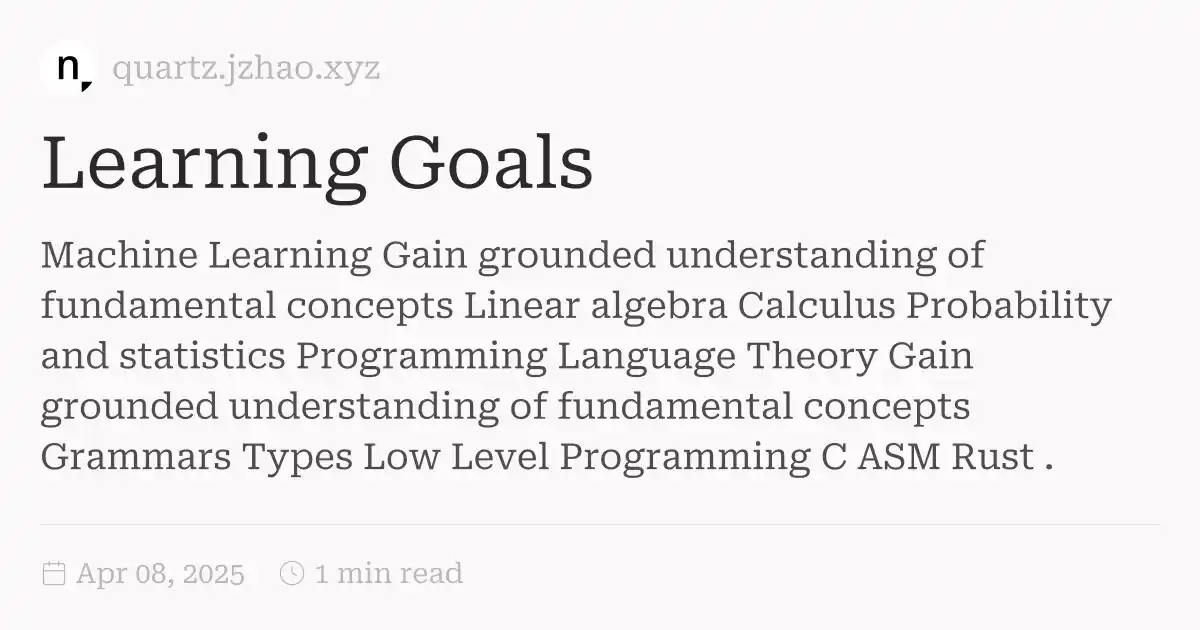 n
quartz.jzhao.xyz
Learning Goals
Machine Learning Gain grounded understanding of
fundamental concepts Linear algebra Calculus Probability
and statistics Programming Language Theory Gain
grounded understanding of fundamental concepts
Grammars Types Low Level Programming C ASM Rust .
Apr 08, 2025 1 min read